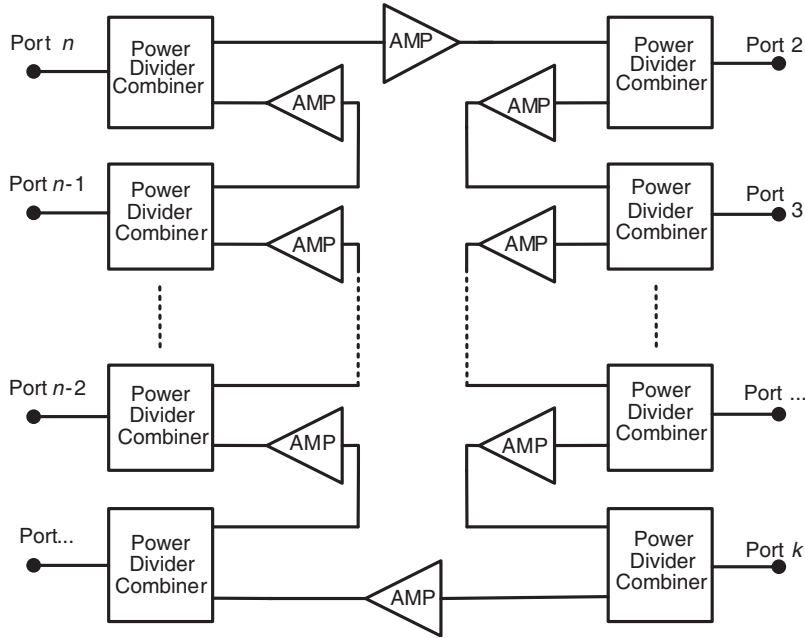 Port n
Power
Divider
Combiner
AMP
Power
Divider
Combiner
Port 2
AMP
AMP
Port n-1
Power
Divider
Combiner
Power
Divider
Combiner
Port
3
AMP
AMP
Port n-2
Power
Divider
Combiner
Power
Divider
Combiner
Port ...
AMP
AMP
Port...
Power
Divider
Combiner
AMP
Power
Divider
Combiner
Port k